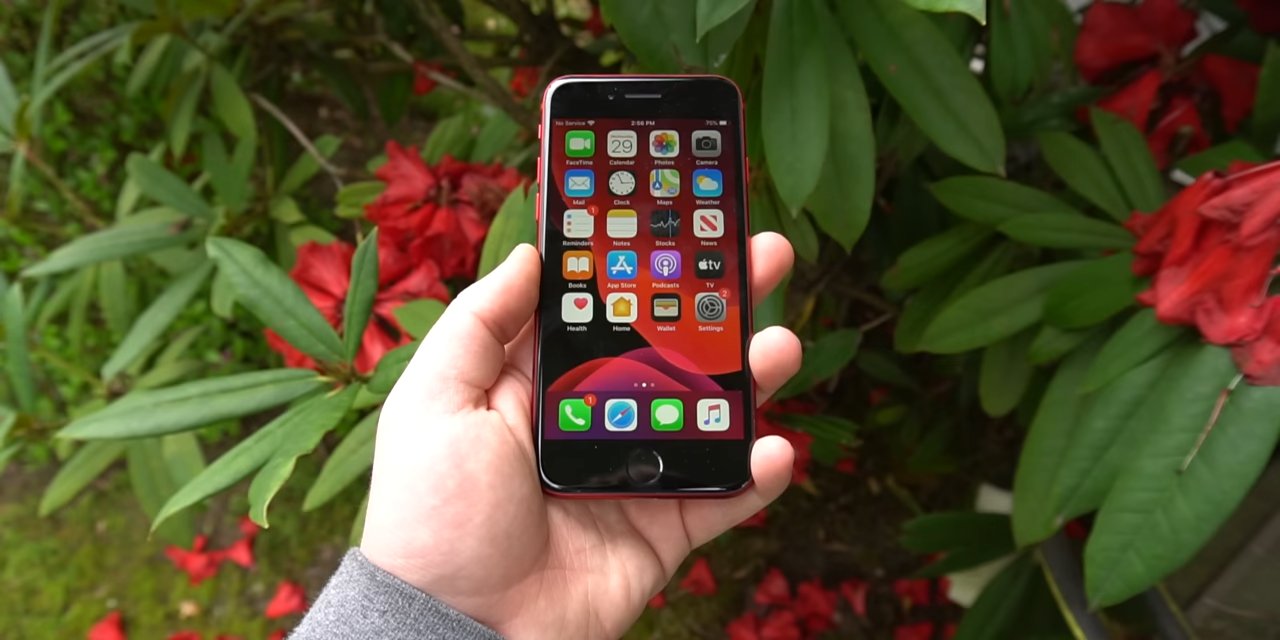 No Service 2:56 PM 75%
29
FaceTime Calendar Photos Camera
Mail Clock Maps Weather
1
Reminders Notes Stocks News
tv
Books App Store Podcasts TV
2
Health Home Wallet Settings
1